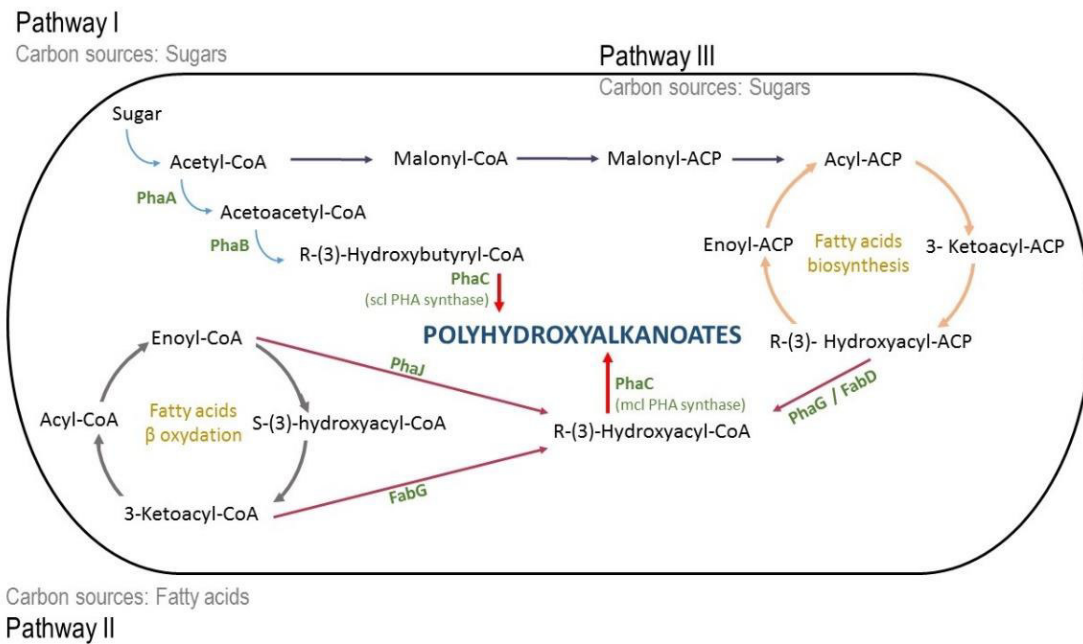 Pathway I
Carbon sources: Sugars
Pathway III
Carbon sources: Sugars
Sugar
Acetyl-CoA
Malonyl-CoA
Malonyl-ACP
Acyl-ACP
PhaA
Acetoacetyl-CoA
PhaB
R-(3)-Hydroxybutyryl-CoA
Enoyl-ACP
Fatty acids
biosynthesis
3- Ketoacyl-ACP
PhaC
(scl PHA synthase)
POLYHYDROXYALKANOATES
R-(3)- Hydroxyacyl-ACP
Enoyl-CoA
PhaJ
PhaC
(mcl PHA synthase)
PhaG / FabD
Acyl-CoA
Fatty acids
β oxydation
S-(3)-hydroxyacyl-CoA
R-(3)-Hydroxyacyl-CoA
FabG
3-Ketoacyl-CoA
Carbon sources: Fatty acids
Pathway II